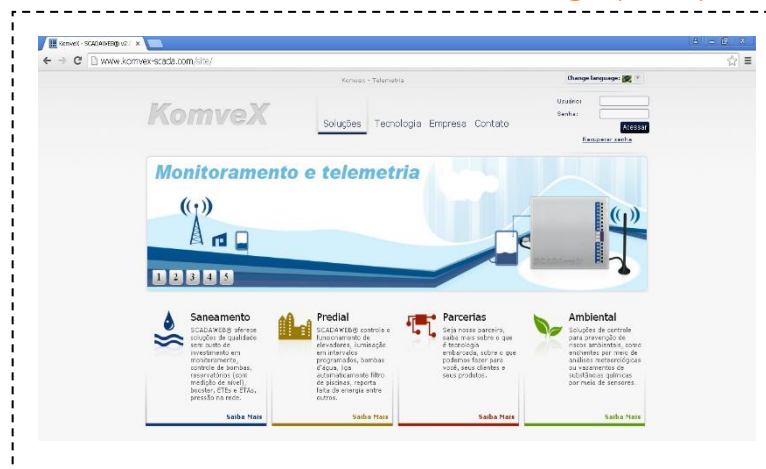 KomveX - SCADAWEB® v2.
www.komvex-scada.com/site/
Komvex - Telemetria
Change language:
KomveX
Soluções Tecnologia Empresa Contato
Usuário:
Senha:
Acessar
Recuperar senha
Monitoramento e telemetria
SCADAWeeX
1 2 3 4 5
Saneamento
SCADAWEB® oferece
soluções de qualidade
sem custo de
investimento em
monitoramento,
controle de bombas,
reservatórios (com
medição de nível),
booster, ETEs e ETAs,
pressão na rede.
Saiba Mais
Predial
SCADAWEB® controla o
funcionamento de
elevadores, iluminação
em intervalos
programados, bombas
d'água, liga
automaticamente filtro
de piscinas, reporta
falta de energia entre
outros.
Saiba Mais
Parcerias
Seja nosso parceiro,
saiba mais sobre o que
é tecnologia
embarcada, sobre o que
podemos fazer para
você, seus clientes e
seus produtos.
Saiba Mais
Ambiental
Soluções de controle
para prevenção de
riscos ambientais, como
enchentes por meio de
análises meteorológicas
ou vazamentos de
substâncias químicas
por meio de sensores.
Saiba Mais